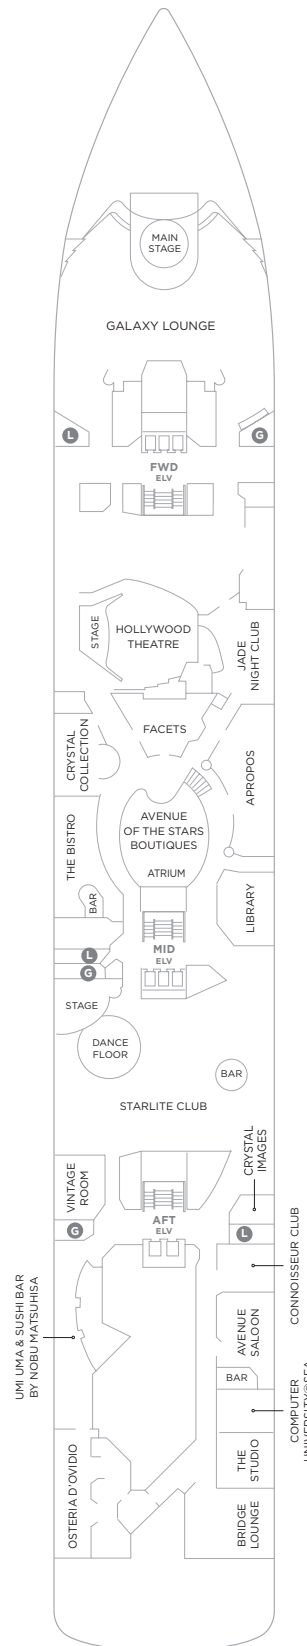 MAIN
STAGE
GALAXY LOUNGE
L
G
FWD
ELV
STAGE
HOLLYWOOD
THEATRE
JADE
NIGHT CLUB
FACETS
CRYSTAL
COLLECTION
APROPOS
AVENUE
OF THE STARS
BOUTIQUES
ATRIUM
THE BISTRO
BAR
LIBRARY
MID
ELV
L
G
STAGE
DANCE
FLOOR
BAR
STARLITE CLUB
CRYSTAL
IMAGES
VINTAGE
ROOM
AFT
ELV
G
L
CONNOISSEUR CLUB
UMI UMA & SUSHI BAR
BY NOBU MATSUHISA
AVENUE
SALOON
BAR
COMPUTER
UNIVERSITY@SEA
THE
STUDIO
OSTERIA D'OVIDIO
BRIDGE
LOUNGE